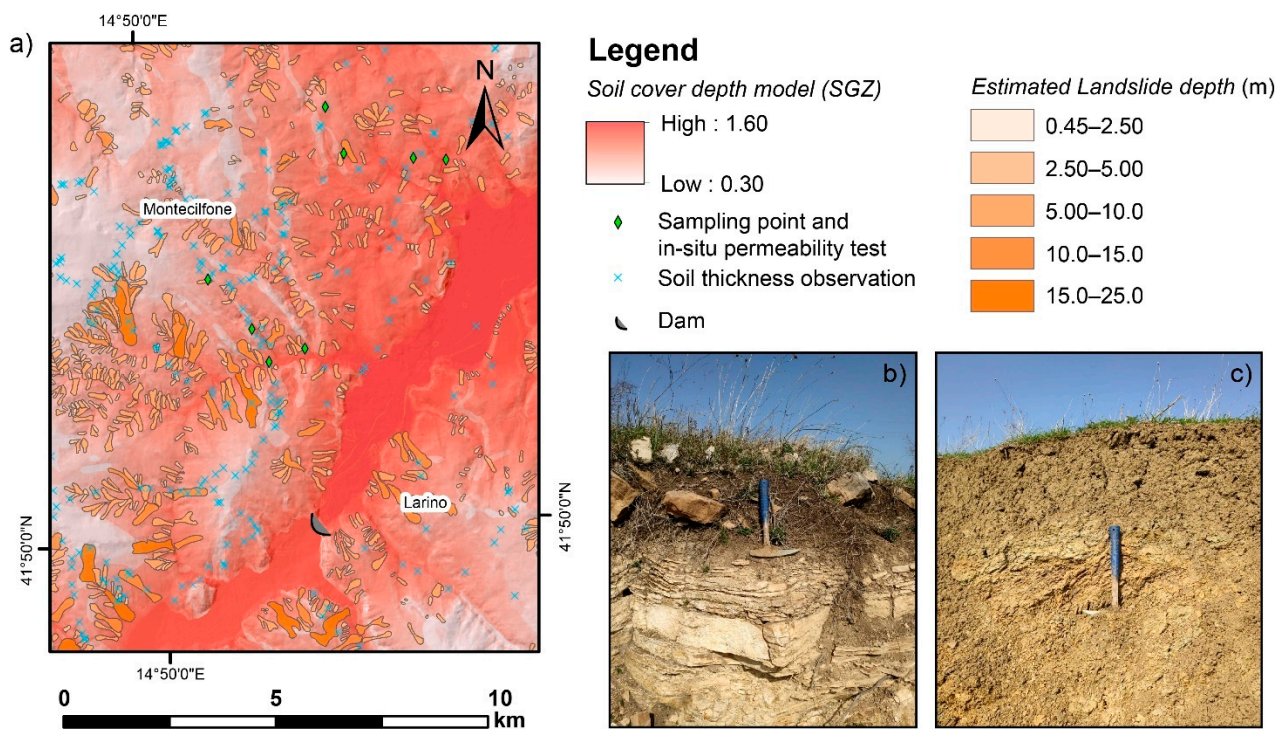 a)
14°50'0"E
N
Montecilfone
Larino
41°50'0"N
41°50'0"N
14°50'0"E
0 5 10
km
Legend
Soil cover depth model (SGZ)
High : 1.60
Low : 0.30
Sampling point and
in-situ permeability test
Soil thickness observation
Dam
Estimated Landslide depth (m)
0.45–2.50
2.50–5.00
5.00–10.0
10.0–15.0
15.0–25.0
b)
c)